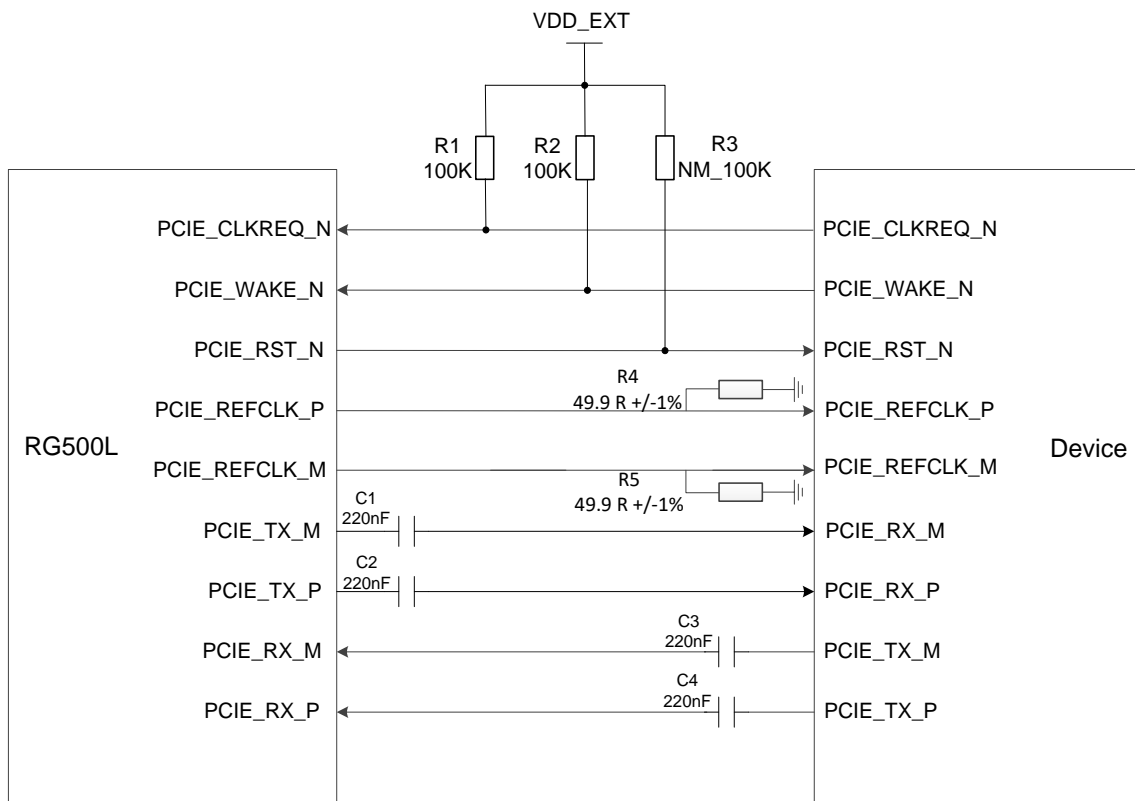 VDD_EXT
R1
100K
R2
100K
R3
NM_100K
PCIE_CLKREQ_N
PCIE_CLKREQ_N
PCIE_WAKE_N
PCIE_WAKE_N
PCIE_RST_N
PCIE_RST_N
R4
49.9 R +/-1%
PCIE_REFCLK_P
PCIE_REFCLK_P
RG500L
Device
PCIE_REFCLK_M
PCIE_REFCLK_M
R5
49.9 R +/-1%
C1
220nF
PCIE_TX_M
PCIE_RX_M
C2
220nF
PCIE_TX_P
PCIE_RX_P
C3
220nF
PCIE_RX_M
PCIE_TX_M
C4
220nF
PCIE_RX_P
PCIE_TX_P